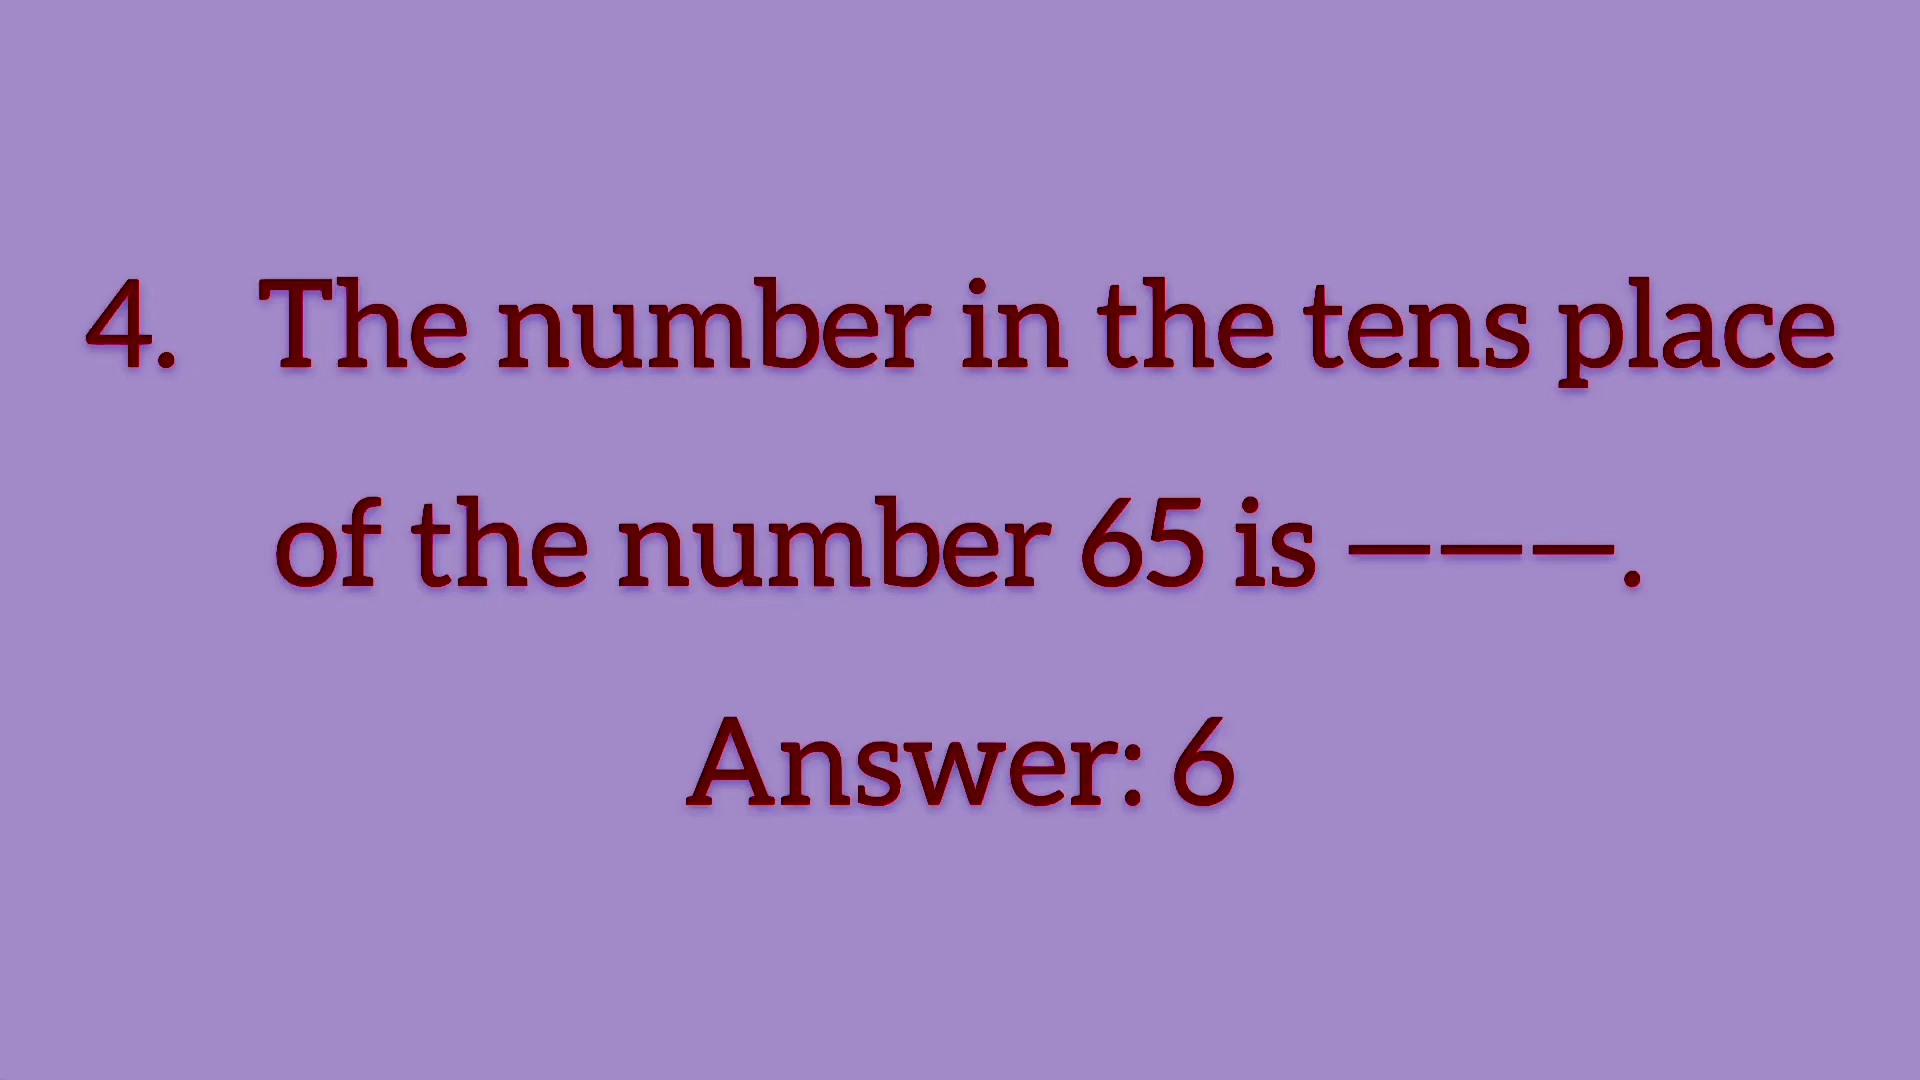 4. The number in the tens place
of the number 65 is ———.
Answer: 6